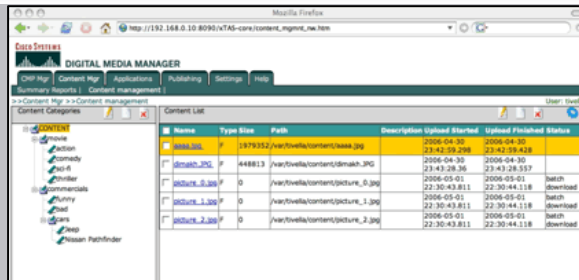 Mozilla Firefox
http://192.168.0.10:8090/xTAS-core/content_mgmnt_rw.htm
CISCO SYSTEMS
DIGITAL MEDIA MANAGER
CMP Mgr Content Mgr Applications Publishing Settings Help
Summary Reports | Content management |
>>Content Mgr >>Content management
User: tivel
Content Categories
CONTENT
movie
action
comedy
sci-fi
thriller
commercials
funny
bad
cars
Jeep
Nissan Pathfinder
Content List
Name Type Size Path Description Upload Started Upload Finished Status
aaaa.jpg F 1979352 /var/tivella/content/aaaa.jpg 2006-04-30 23:42:59.298 2006-04-30 23:42:59.428
dimakh.JPG F 448813 /var/tivella/content/dimakh.JPG 2006-04-30 23:43:28.36 2006-04-30 23:43:28.557
picture_0.jpg F 0 /var/tivella/content/picture_0.jpg 2006-05-01 22:30:43.811 2006-05-01 22:30:44.118 batch download
picture_1.jpg F 0 /var/tivella/content/picture_1.jpg 2006-05-01 22:30:43.811 2006-05-01 22:30:44.118 batch download
picture_2.jpg F 0 /var/tivella/content/picture_2.jpg 2006-05-01 22:30:43.811 2006-05-01 22:30:44.118 batch download